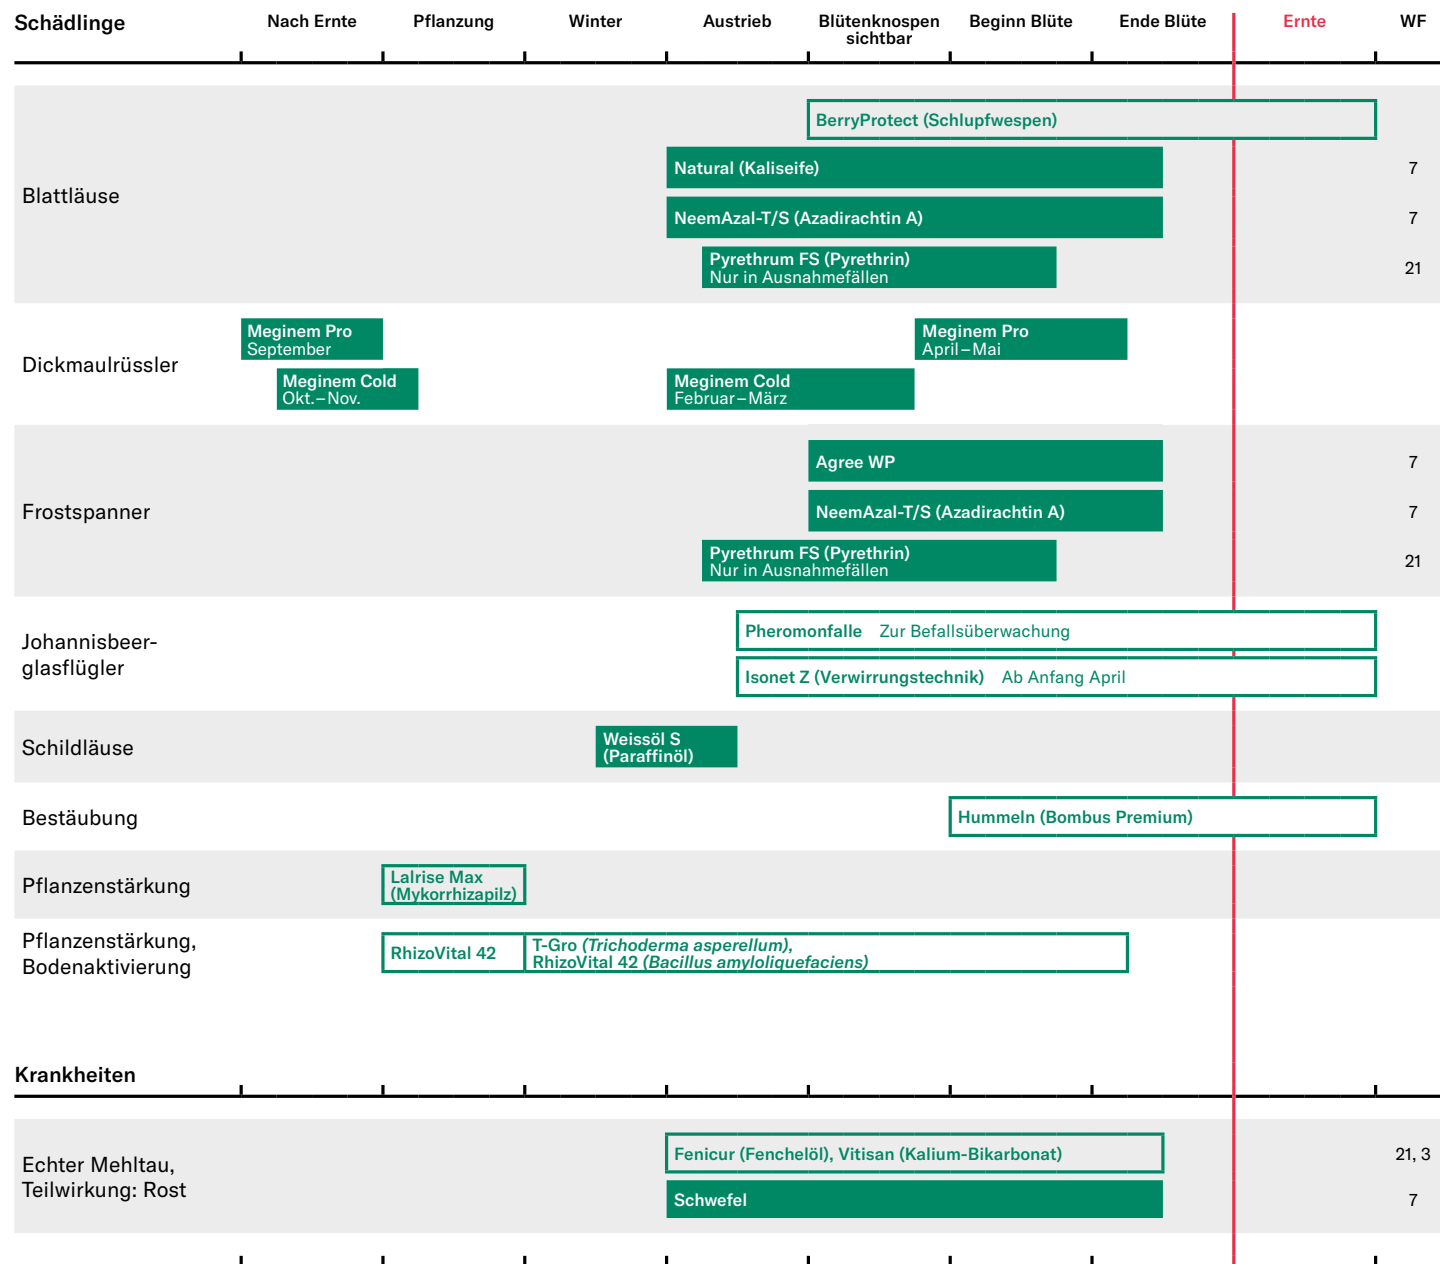 Schädlinge
Nach Ernte
Pflanzung
Winter
Austrieb
Blütenknospen
sichtbar
Beginn Blüte
Ende Blüte
Ernte
WF
Blattläuse
BerryProtect (Schlupfwespen)
Natural (Kaliseife)
7
NeemAzal-T/S (Azadirachtin A)
7
Pyrethrum FS (Pyrethrin)
Nur in Ausnahmefällen
21
Dickmaulrüssler
Meginem Pro
September
Meginem Pro
April–Mai
Meginem Cold
Okt.–Nov.
Meginem Cold
Februar–März
Frostspanner
Agree WP
7
NeemAzal-T/S (Azadirachtin A)
7
Pyrethrum FS (Pyrethrin)
Nur in Ausnahmefällen
21
Johannisbeer-
glasflügler
Pheromonfalle Zur Befallsüberwachung
Isonet Z (Verwirrungstechnik) Ab Anfang April
Schildläuse
Weissöl S
(Paraffinöl)
Bestäubung
Hummeln (Bombus Premium)
Pflanzenstärkung
Lalrise Max
(Mykorrhizapilz)
Pflanzenstärkung,
Bodenaktivierung
RhizoVital 42
T-Gro (Trichoderma asperellum),
RhizoVital 42 (Bacillus amyloliquefaciens)
Krankheiten
Echter Mehltau,
Teilwirkung: Rost
Fenicur (Fenchelöl), Vitisan (Kalium-Bikarbonat)
21, 3
Schwefel
7